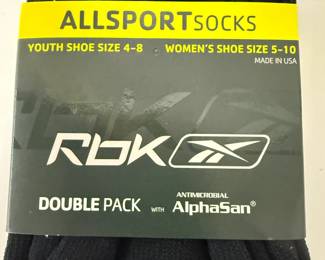 ALLSPORTSOCKS
YOUTH SHOE SIZE 4-8 • WOMEN'S SHOE SIZE 5-10
MADE IN USA
Rbk
DOUBLE PACK WITH ANTIMICROBIAL AlphaSan®